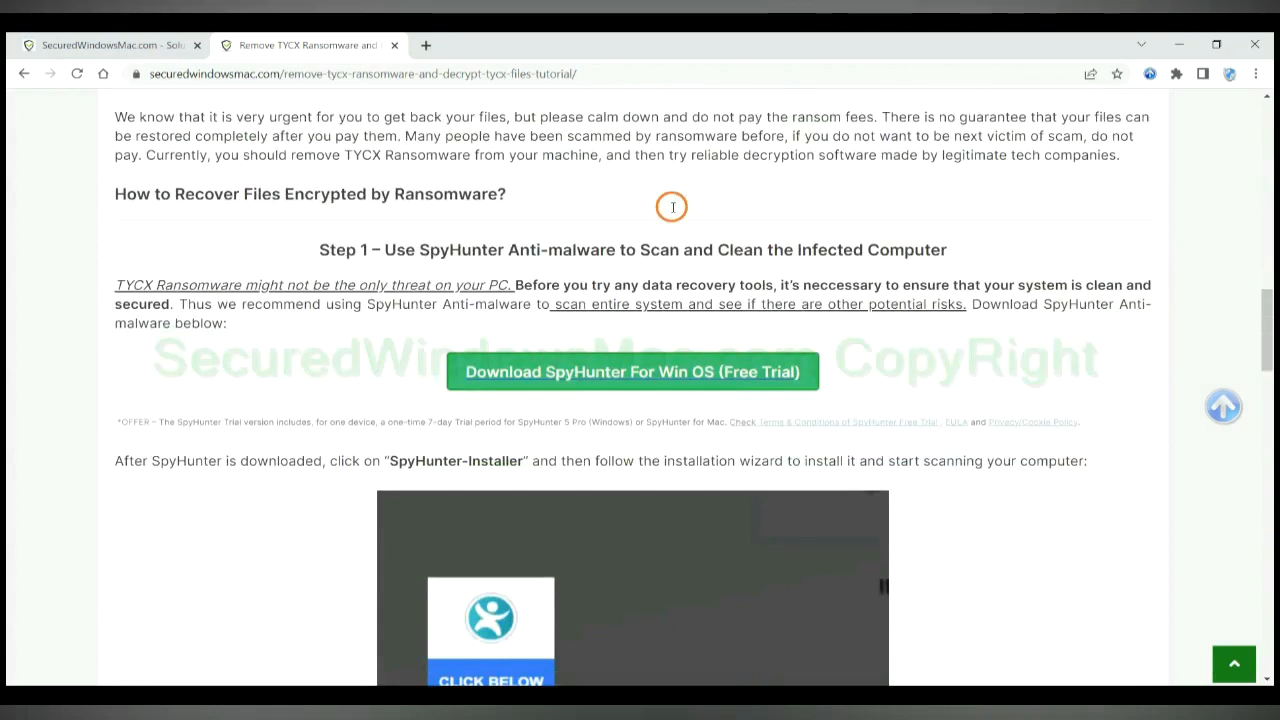 SecuredWindowsMac.com - Solu
Remove TYCX Ransomware and
securedwindowsmac.com/remove-tycx-ransomware-and-decrypt-tycx-files-tutorial/
We know that it is very urgent for you to get back your files, but please calm down and do not pay the ransom fees. There is no guarantee that your files can
be restored completely after you pay them. Many people have been scammed by ransomware before, if you do not want to be next victim of scam, do not
pay. Currently, you should remove TYCX Ransomware from your machine, and then try reliable decryption software made by legitimate tech companies.
How to Recover Files Encrypted by Ransomware?
Step 1 – Use SpyHunter Anti-malware to Scan and Clean the Infected Computer
TYCX Ransomware might not be the only threat on your PC. Before you try any data recovery tools, it's neccessary to ensure that your system is clean and
secured. Thus we recommend using SpyHunter Anti-malware to scan entire system and see if there are other potential risks. Download SpyHunter Anti-
malware beblow:
SecuredWindowsMac.com CopyRight
Download SpyHunter For Win OS (Free Trial)
*OFFER – The SpyHunter Trial version includes, for one device, a one-time 7-day Trial period for SpyHunter 5 Pro (Windows) or SpyHunter for Mac. Check Terms & Conditions of SpyHunter Free Trial , EULA and Privacy/Cookie Policy.
After SpyHunter is downloaded, click on “SpyHunter-Installer” and then follow the installation wizard to install it and start scanning your computer:
CLICK BELOW